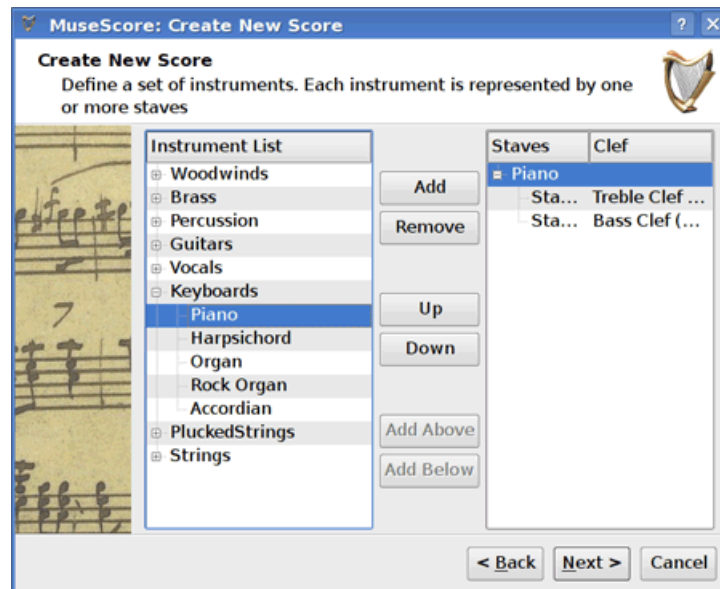 MuseScore: Create New Score
Create New Score
Define a set of instruments. Each instrument is represented by one
or more staves
Instrument List
Woodwinds
Brass
Percussion
Guitars
Vocals
Keyboards
Piano
Harpsichord
Organ
Rock Organ
Accordian
PluckedStrings
Strings
Add
Remove
Up
Down
Add Above
Add Below
Staves Clef
Piano
Sta... Treble Clef ...
Sta... Bass Clef (...
7
< Back Next > Cancel